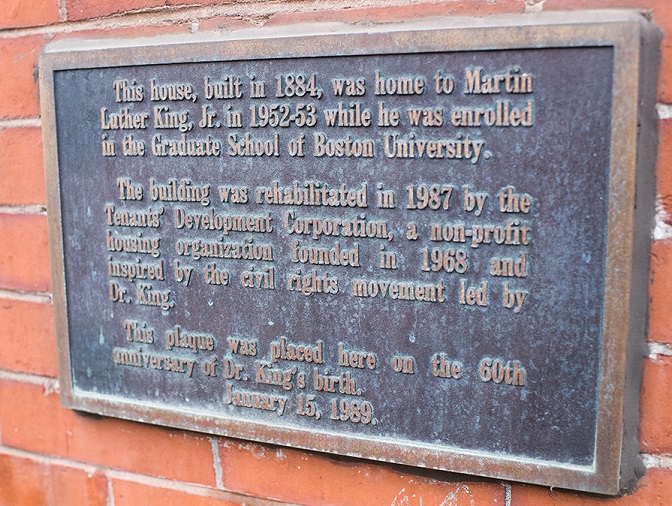 This house, built in 1884, was home to Martin
Luther King, Jr. in 1952-53 while he was enrolled
in the Graduate School of Boston University.
The building was rehabilitated in 1987 by the
Tenants' Development Corporation, a non-profit
housing organization founded in 1968 and
inspired by the civil rights movement led by
Dr. King.
This plaque was placed here on the 60th
anniversary of Dr. King's birth.
January 15, 1989.